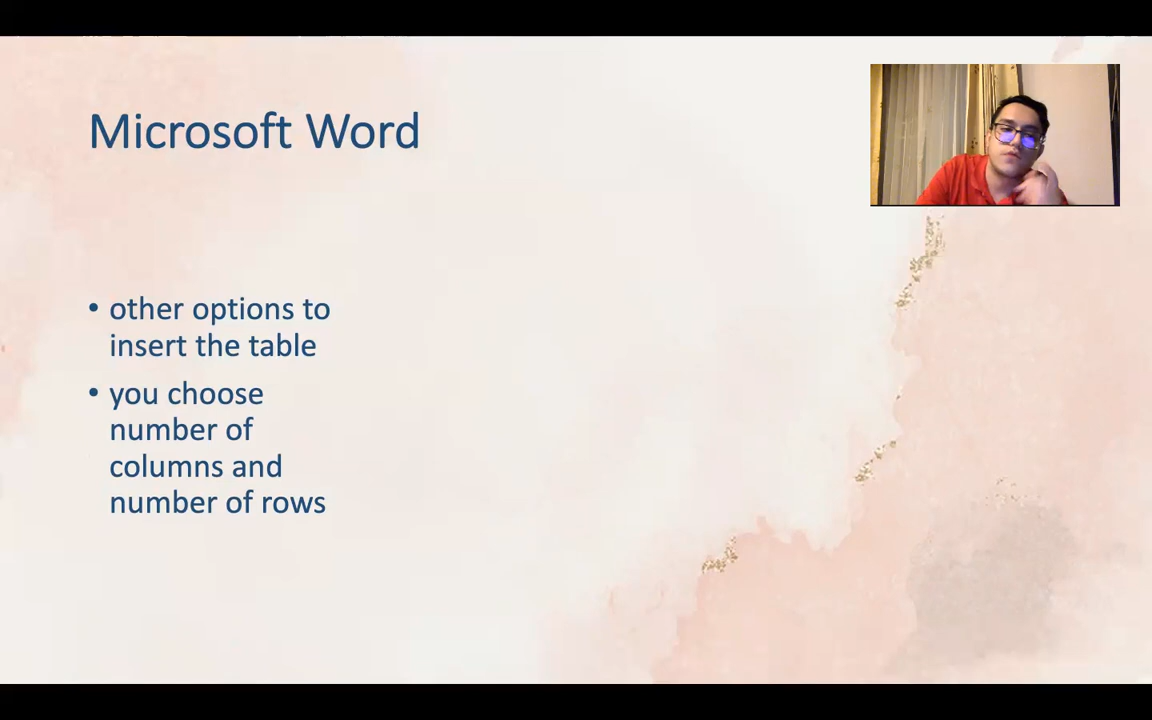 Microsoft Word
• other options to
insert the table
• you choose
number of
columns and
number of rows